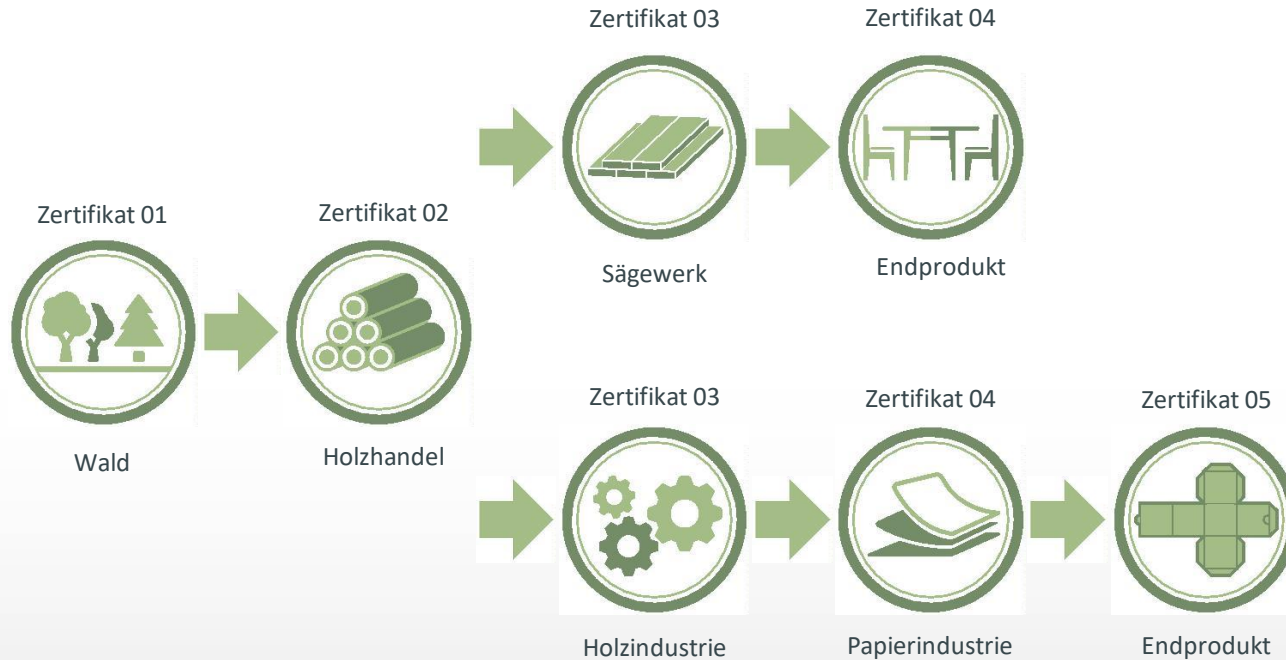 Zertifikat 01
Wald
Zertifikat 02
Holzhandel
Zertifikat 03
Sägewerk
Zertifikat 04
Endprodukt
Zertifikat 03
Holzindustrie
Zertifikat 04
Papierindustrie
Zertifikat 05
Endprodukt